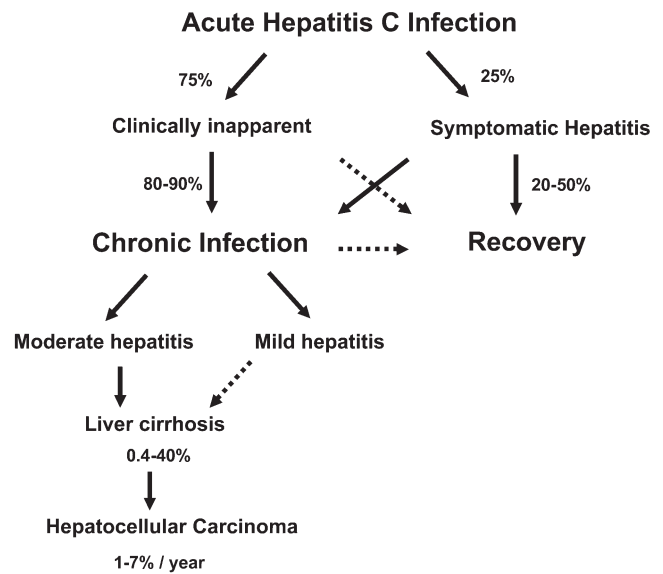 Acute Hepatitis C Infection
75%
25%
Clinically inapparent
Symptomatic Hepatitis
80-90%
20-50%
Chronic Infection
Recovery
Moderate hepatitis
Mild hepatitis
Liver cirrhosis
0.4-40%
Hepatocellular Carcinoma
1-7% / year